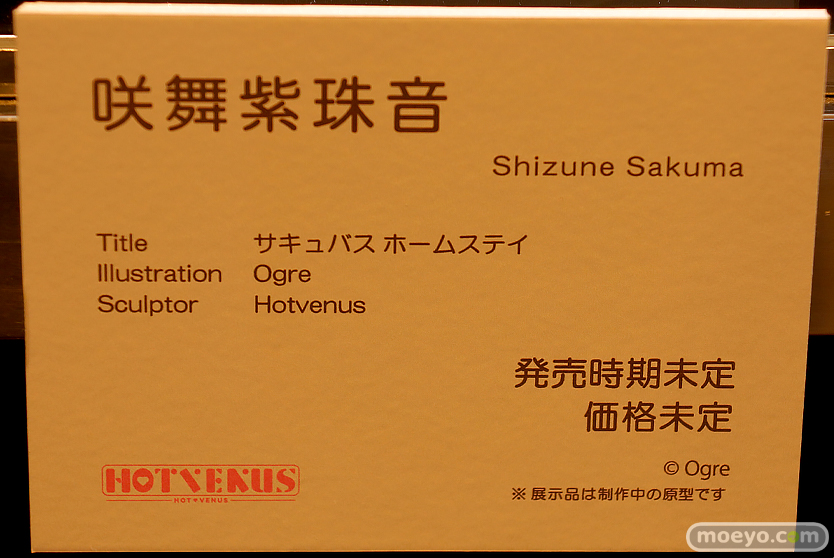 咲舞紫珠音
Shizune Sakuma
Title サキュバス ホームステイ
Illustration Ogre
Sculptor Hotvenus
発売時期未定
価格未定
HOTVENUS
HOT♥VENUS
© Ogre
※ 展示品は制作中の原型です
moeyo.com